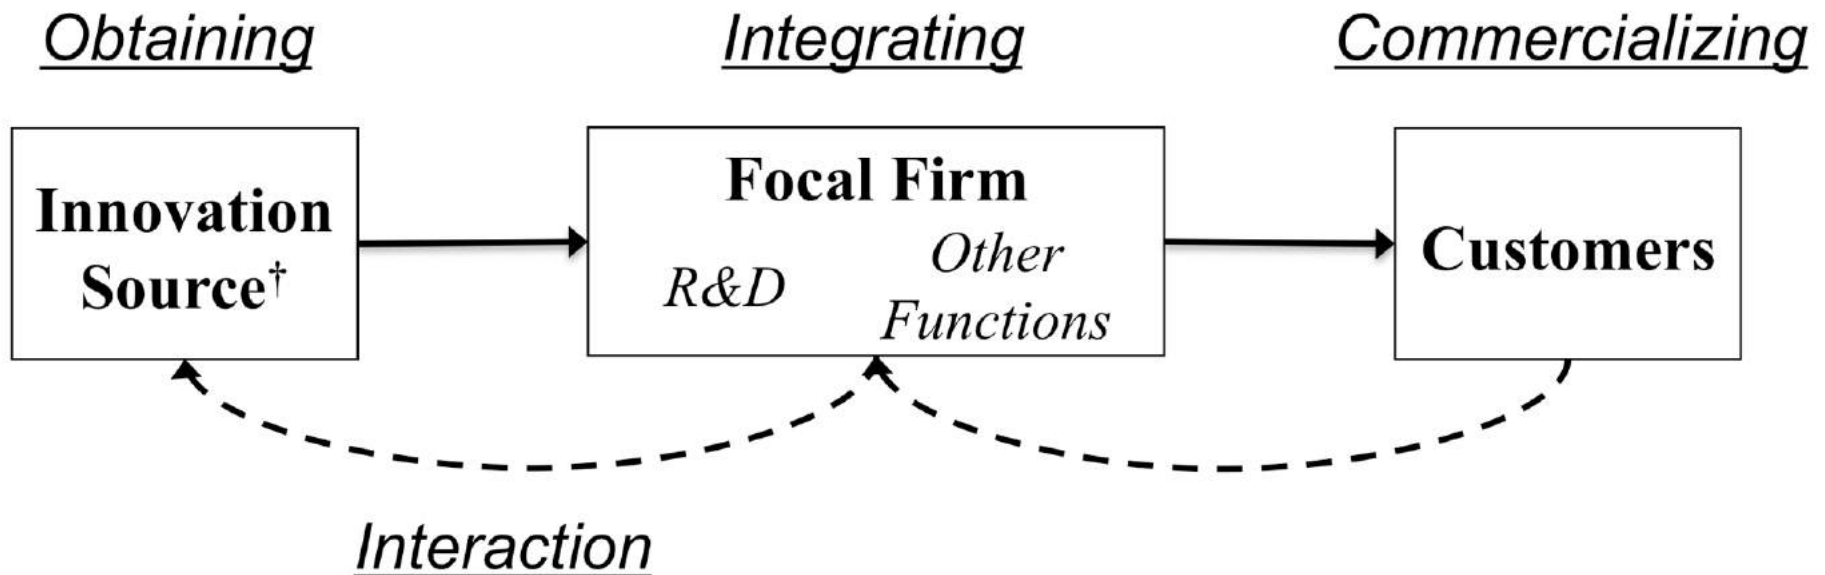 Obtaining
Integrating
Commercializing
Innovation
Source†
Focal Firm
R&D
Other
Functions
Customers
Interaction